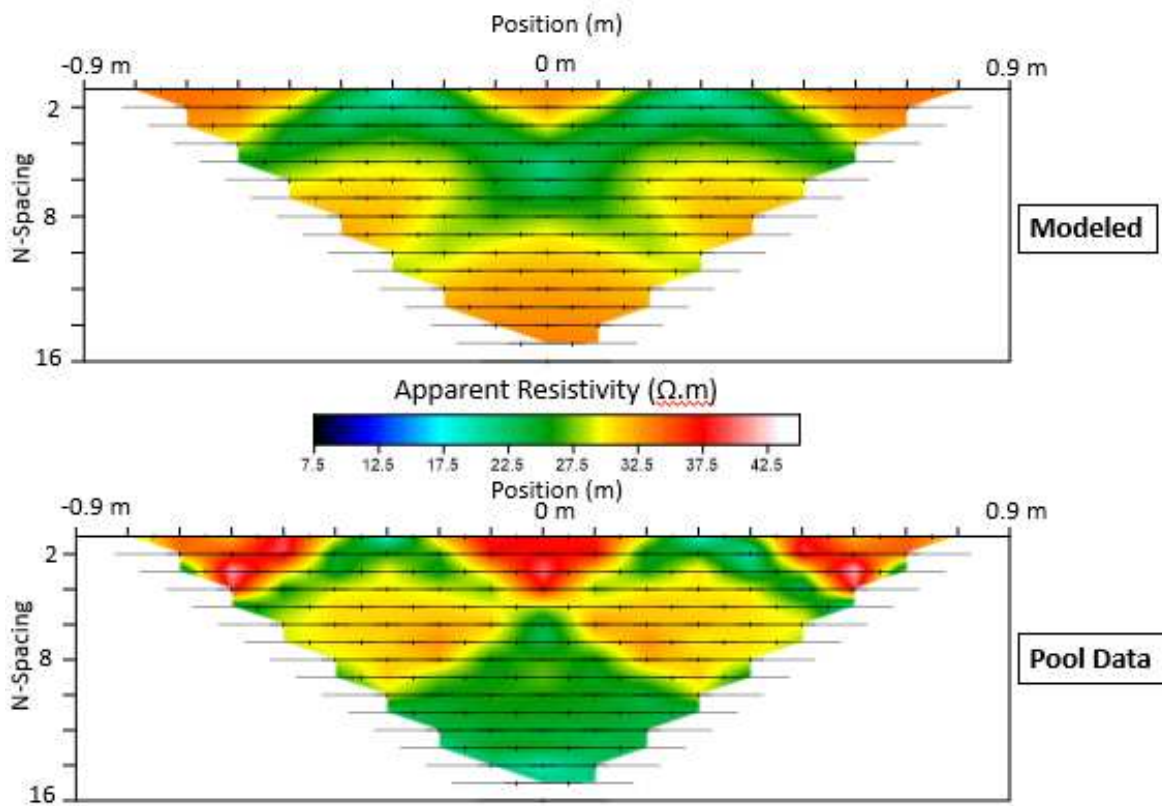 Position (m)
-0.9 m 0 m 0.9 m
2
8
16
N-Spacing
Modeled
Apparent Resistivity (Ω.m)
7.5 12.5 17.5 22.5 27.5 32.5 37.5 42.5
Position (m)
-0.9 m 0 m 0.9 m
2
8
16
N-Spacing
Pool Data